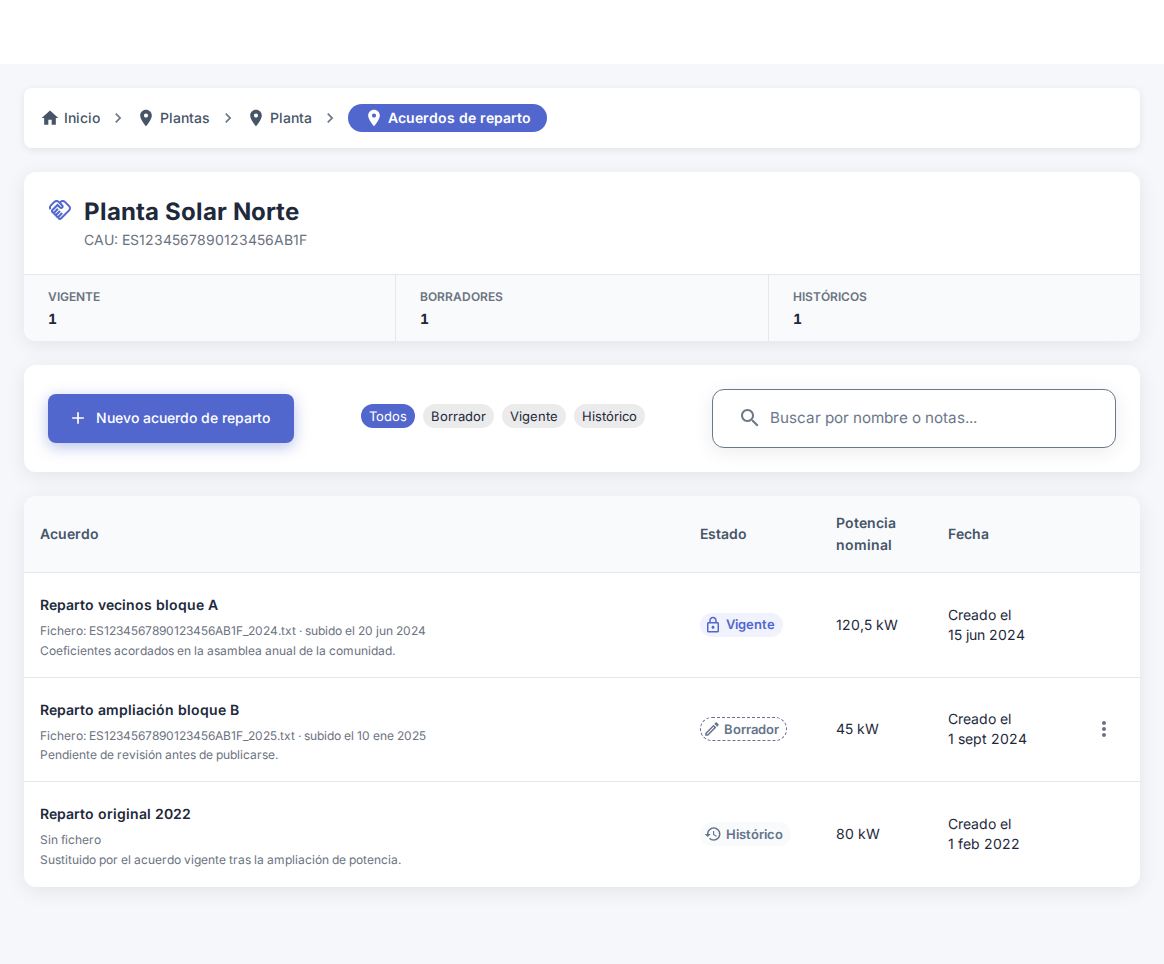 Inicio > Plantas > Planta > Acuerdos de reparto
Planta Solar Norte
CAU: ES1234567890123456AB1F
VIGENTE
1
BORRADORES
1
HISTÓRICOS
1
+ Nuevo acuerdo de reparto
Todos
Borrador
Vigente
Histórico
Buscar por nombre o notas...
Acuerdo
Estado
Potencia
nominal
Fecha
Reparto vecinos bloque A
Fichero: ES1234567890123456AB1F_2024.txt · subido el 20 jun 2024
Coeficientes acordados en la asamblea anual de la comunidad.
Vigente
120,5 kW
Creado el
15 jun 2024
Reparto ampliación bloque B
Fichero: ES1234567890123456AB1F_2025.txt · subido el 10 ene 2025
Pendiente de revisión antes de publicarse.
Borrador
45 kW
Creado el
1 sept 2024
Reparto original 2022
Sin fichero
Sustituido por el acuerdo vigente tras la ampliación de potencia.
Histórico
80 kW
Creado el
1 feb 2022